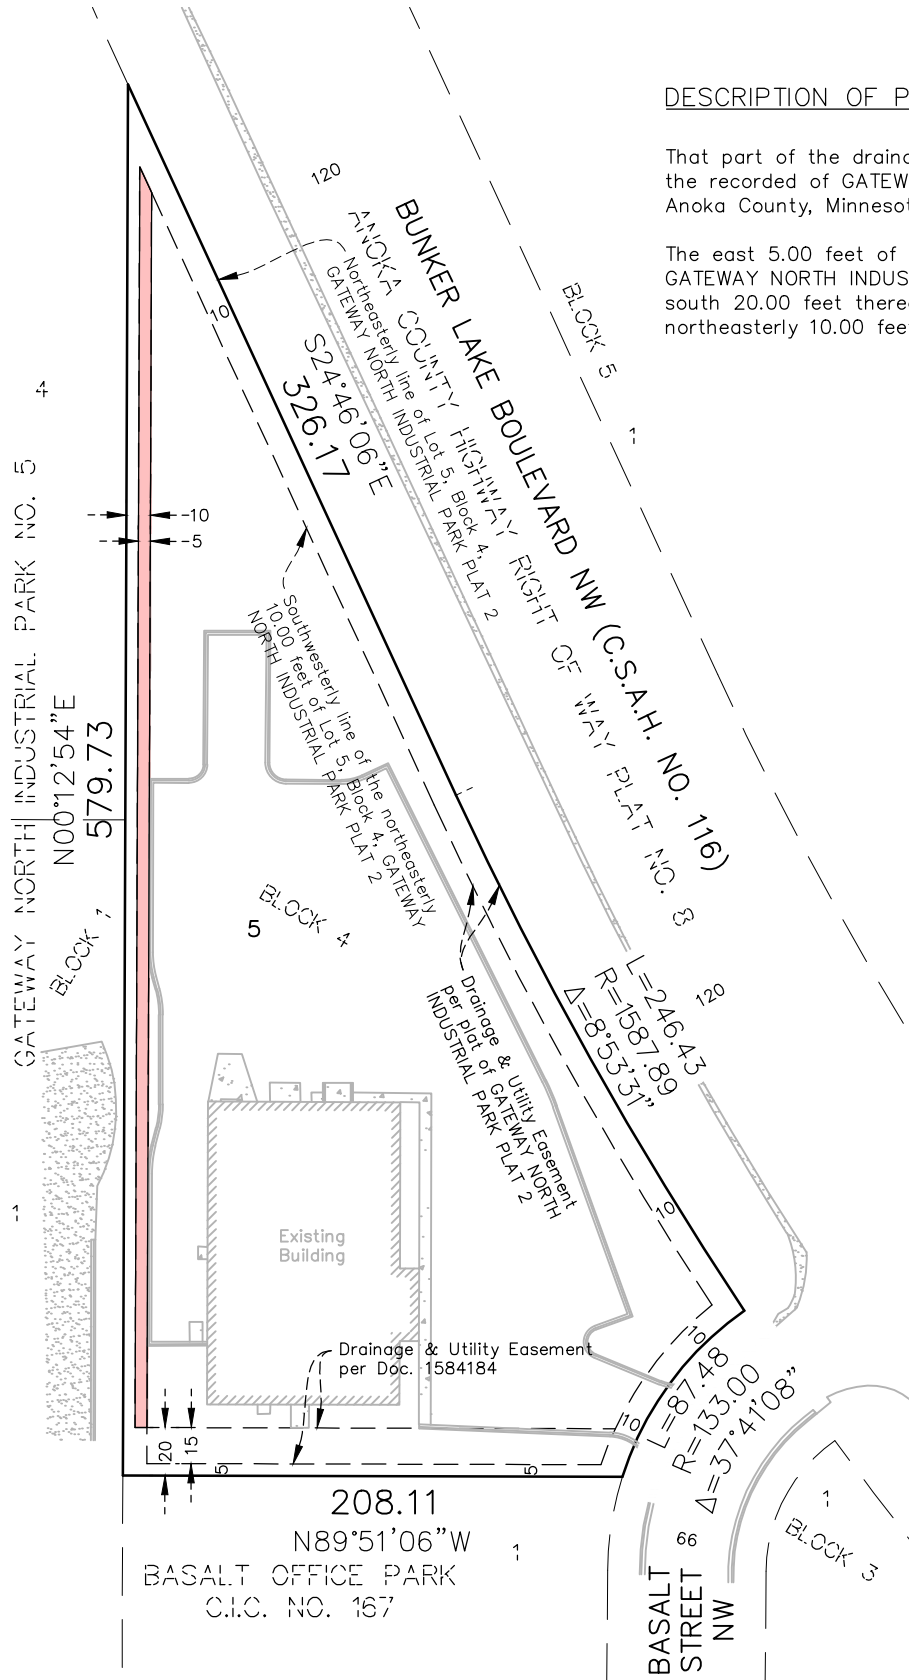 DESCRIPTION OF P
That part of the draina
the recorded of GATEW
Anoka County, Minnesot
The east 5.00 feet of
GATEWAY NORTH INDUS
south 20.00 feet there
northeasterly 10.00 fee
120
BUNKER LAKE BOULEVARD NW (C.S.A.H. NO. 116)
ANOKA COUNTY HIGHWAY RIGHT OF WAY PLAT NO. 8
Northeasterly line of Lot 5, Block 4,
GATEWAY NORTH INDUSTRIAL PARK PLAT 2
BLOCK 5
1
10
S24°46'06"E
326.17
4
GATEWAY NORTH INDUSTRIAL PARK NO. 5
10
5
Southwesterly line of the northeasterly
10.00 feet of Lot 5, Block 4, GATEWAY
NORTH INDUSTRIAL PARK PLAT 2
N00°12'54"E
579.73
BLOCK 1
BLOCK 4
5
Drainage & Utility Easement
per plat of GATEWAY NORTH
INDUSTRIAL PARK PLAT 2
L=246.43
R=1587.89
Δ=8°53'31"
120
10
1
Existing
Building
Drainage & Utility Easement
per Doc. 1584184
10
10
L=87.48
R=133.00
Δ=37°41'08"
20
15
5
5
208.11
N89°51'06"W
1
BASALT OFFICE PARK
C.I.C. NO. 167
66
BASALT
STREET
NW
1
BLOCK 3